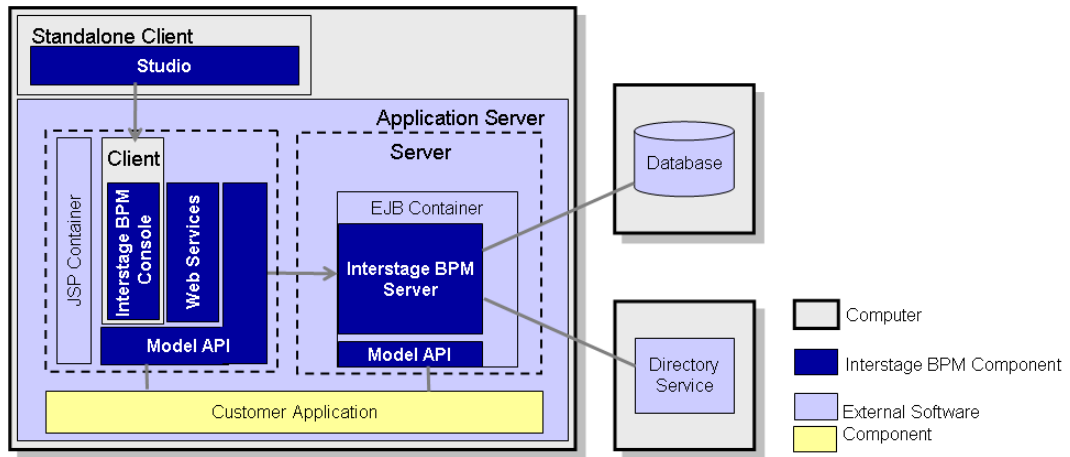 Standalone Client
Studio
Application Server
Server
Client
JSP Container
Interstage BPM
Console
Web Services
Model API
EJB Container
Interstage BPM
Server
Model API
Customer Application
Database
Directory
Service
Computer
Interstage BPM Component
External Software
Component